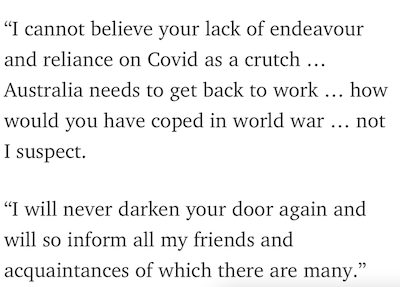 “I cannot believe your lack of endeavour
and reliance on Covid as a crutch …
Australia needs to get back to work … how
would you have coped in world war … not
I suspect.
“I will never darken your door again and
will so inform all my friends and
acquaintances of which there are many.”